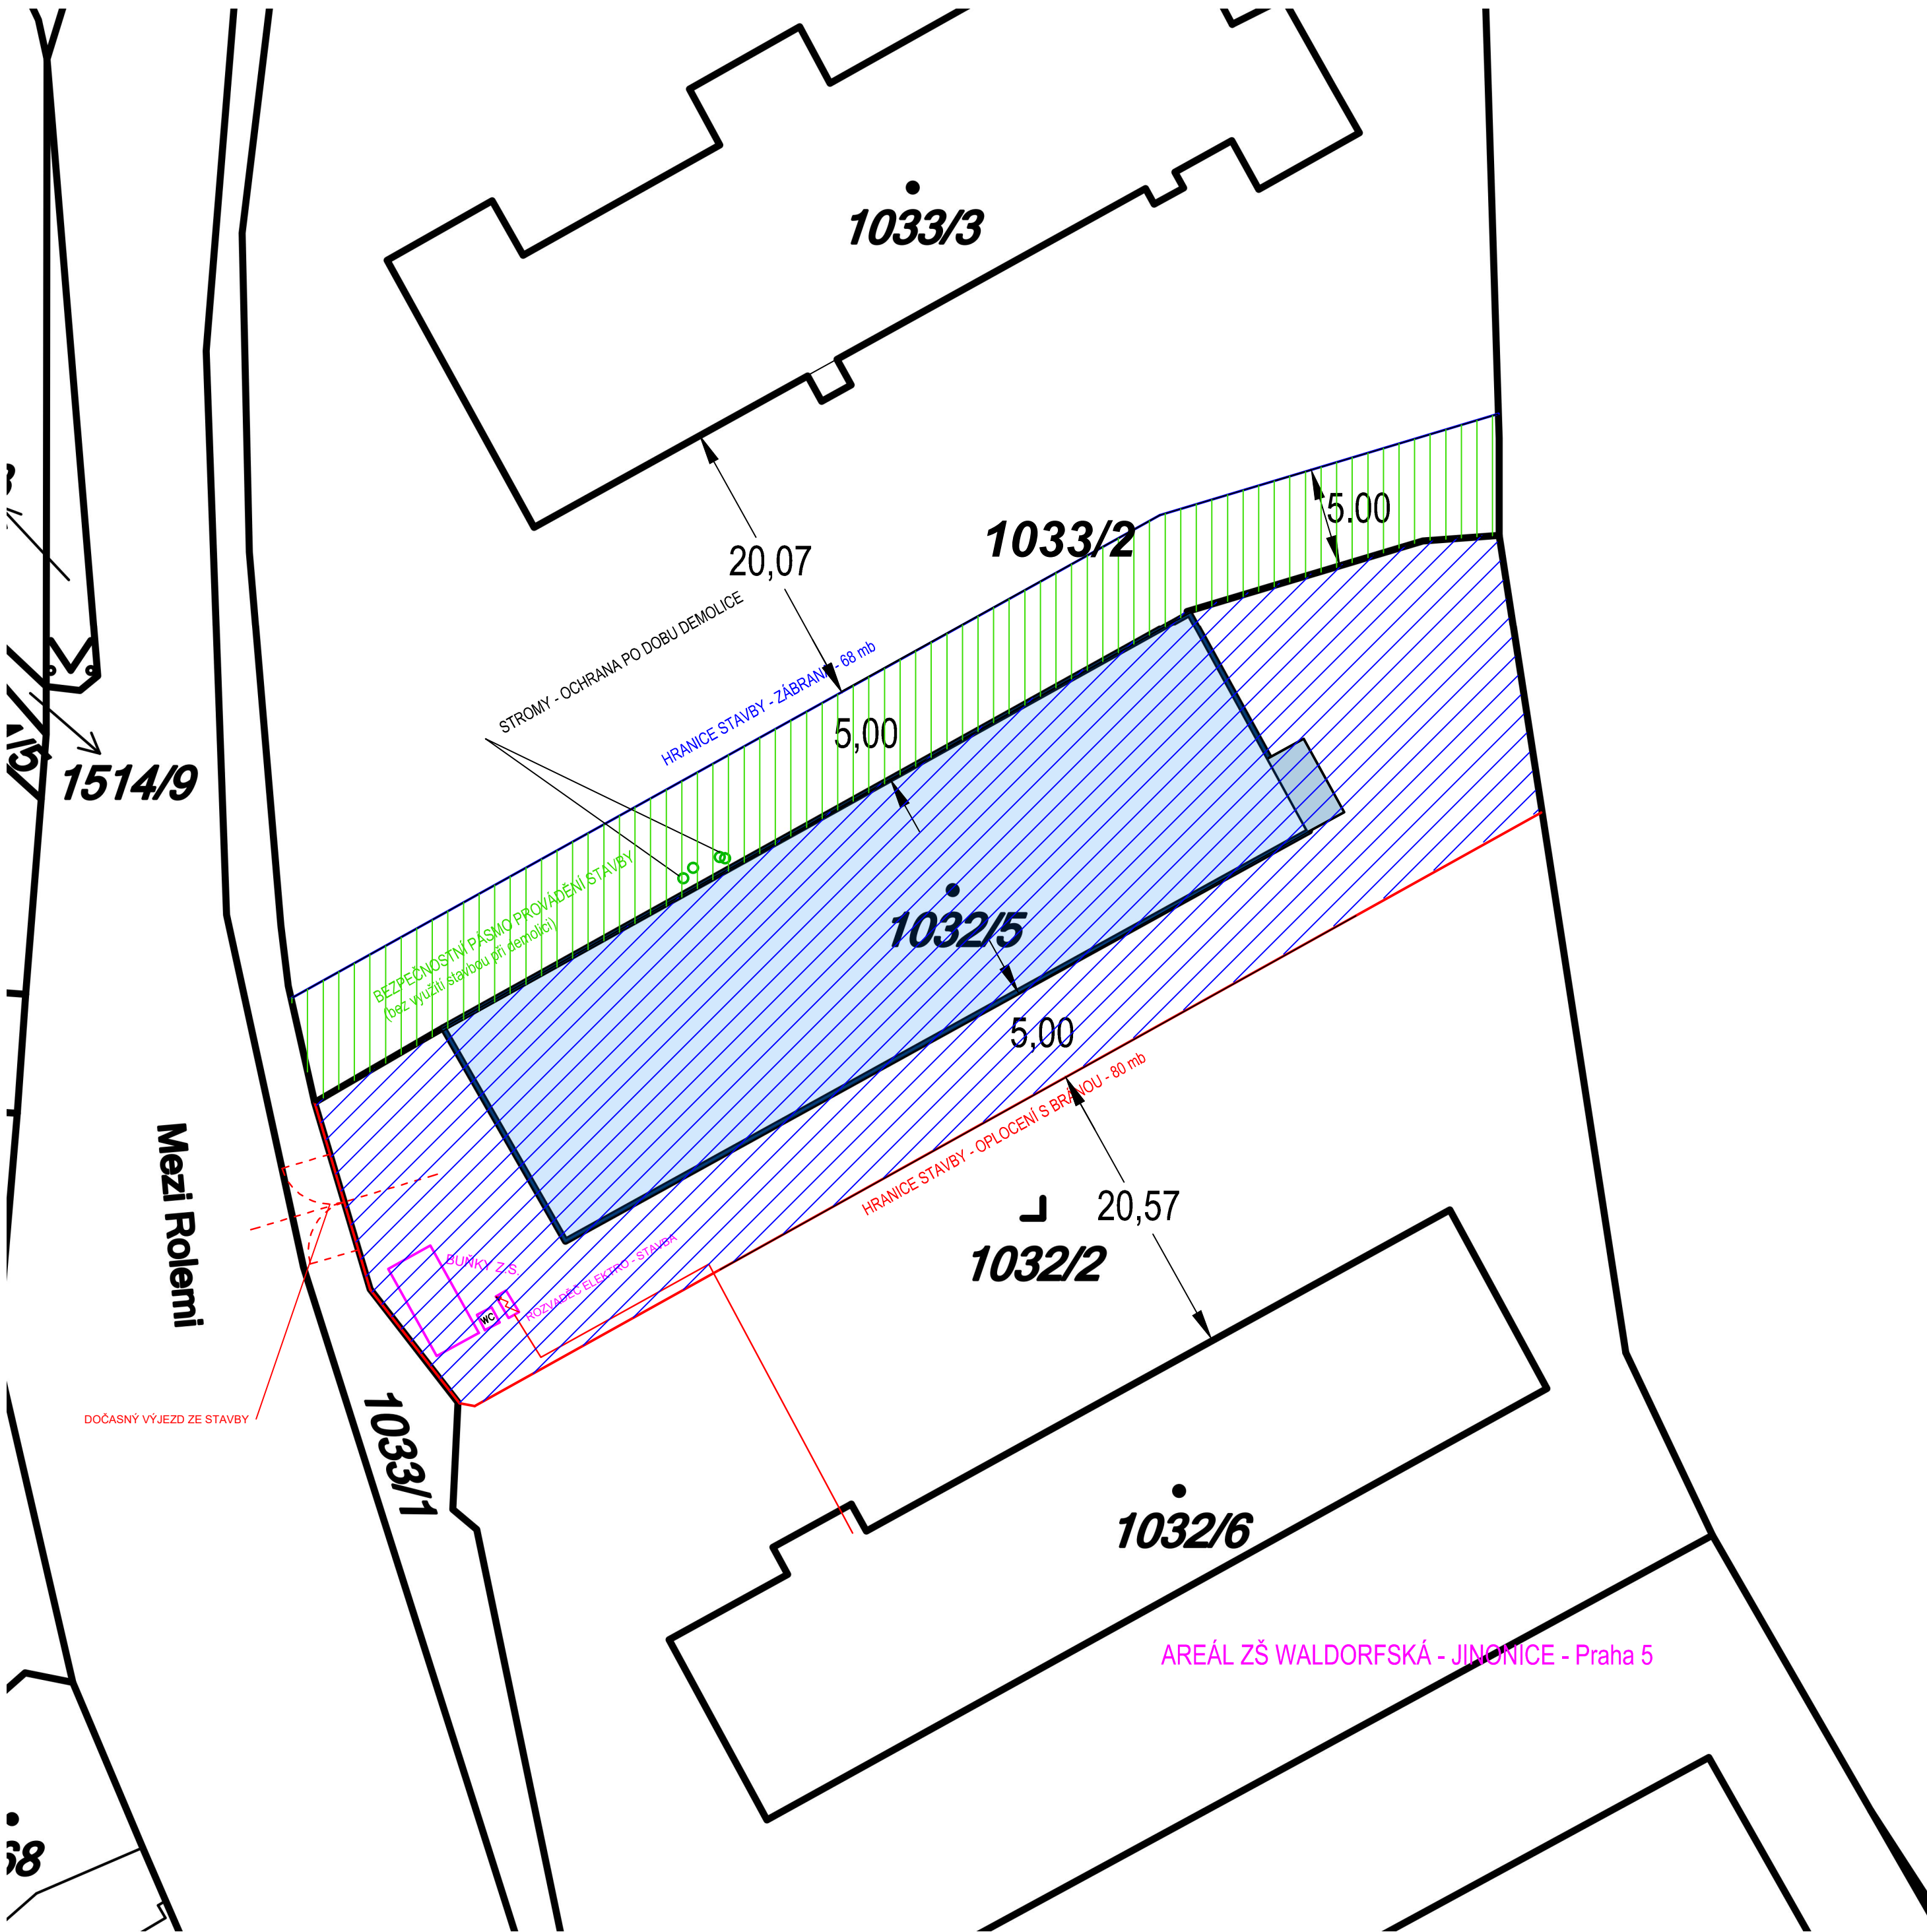 1033/3
5.00
1033/2
20,07
STROMY - OCHRANA PO DOBU DEMOLICE
HRANICE STAVBY - ZÁBRANA - 68 mb
5,00
1514/9
BEZPEČNOSTNÍ PÁSMO PROVÁDĚNÍ STAVBY
(bez využití stavbou při demolici)
1032/5
5,00
HRANICE STAVBY - OPLOCENÍ S BRÁNOU - 80 mb
Mezi Rolemi
20,57
1032/2
BUŇKY Z.S.
ROZVADĚČ ELEKTRO - STAVBA
WC
DOČASNÝ VÝJEZD ZE STAVBY
1033/1
1032/6
AREÁL ZŠ WALDORFSKÁ - JINONICE - Praha 5